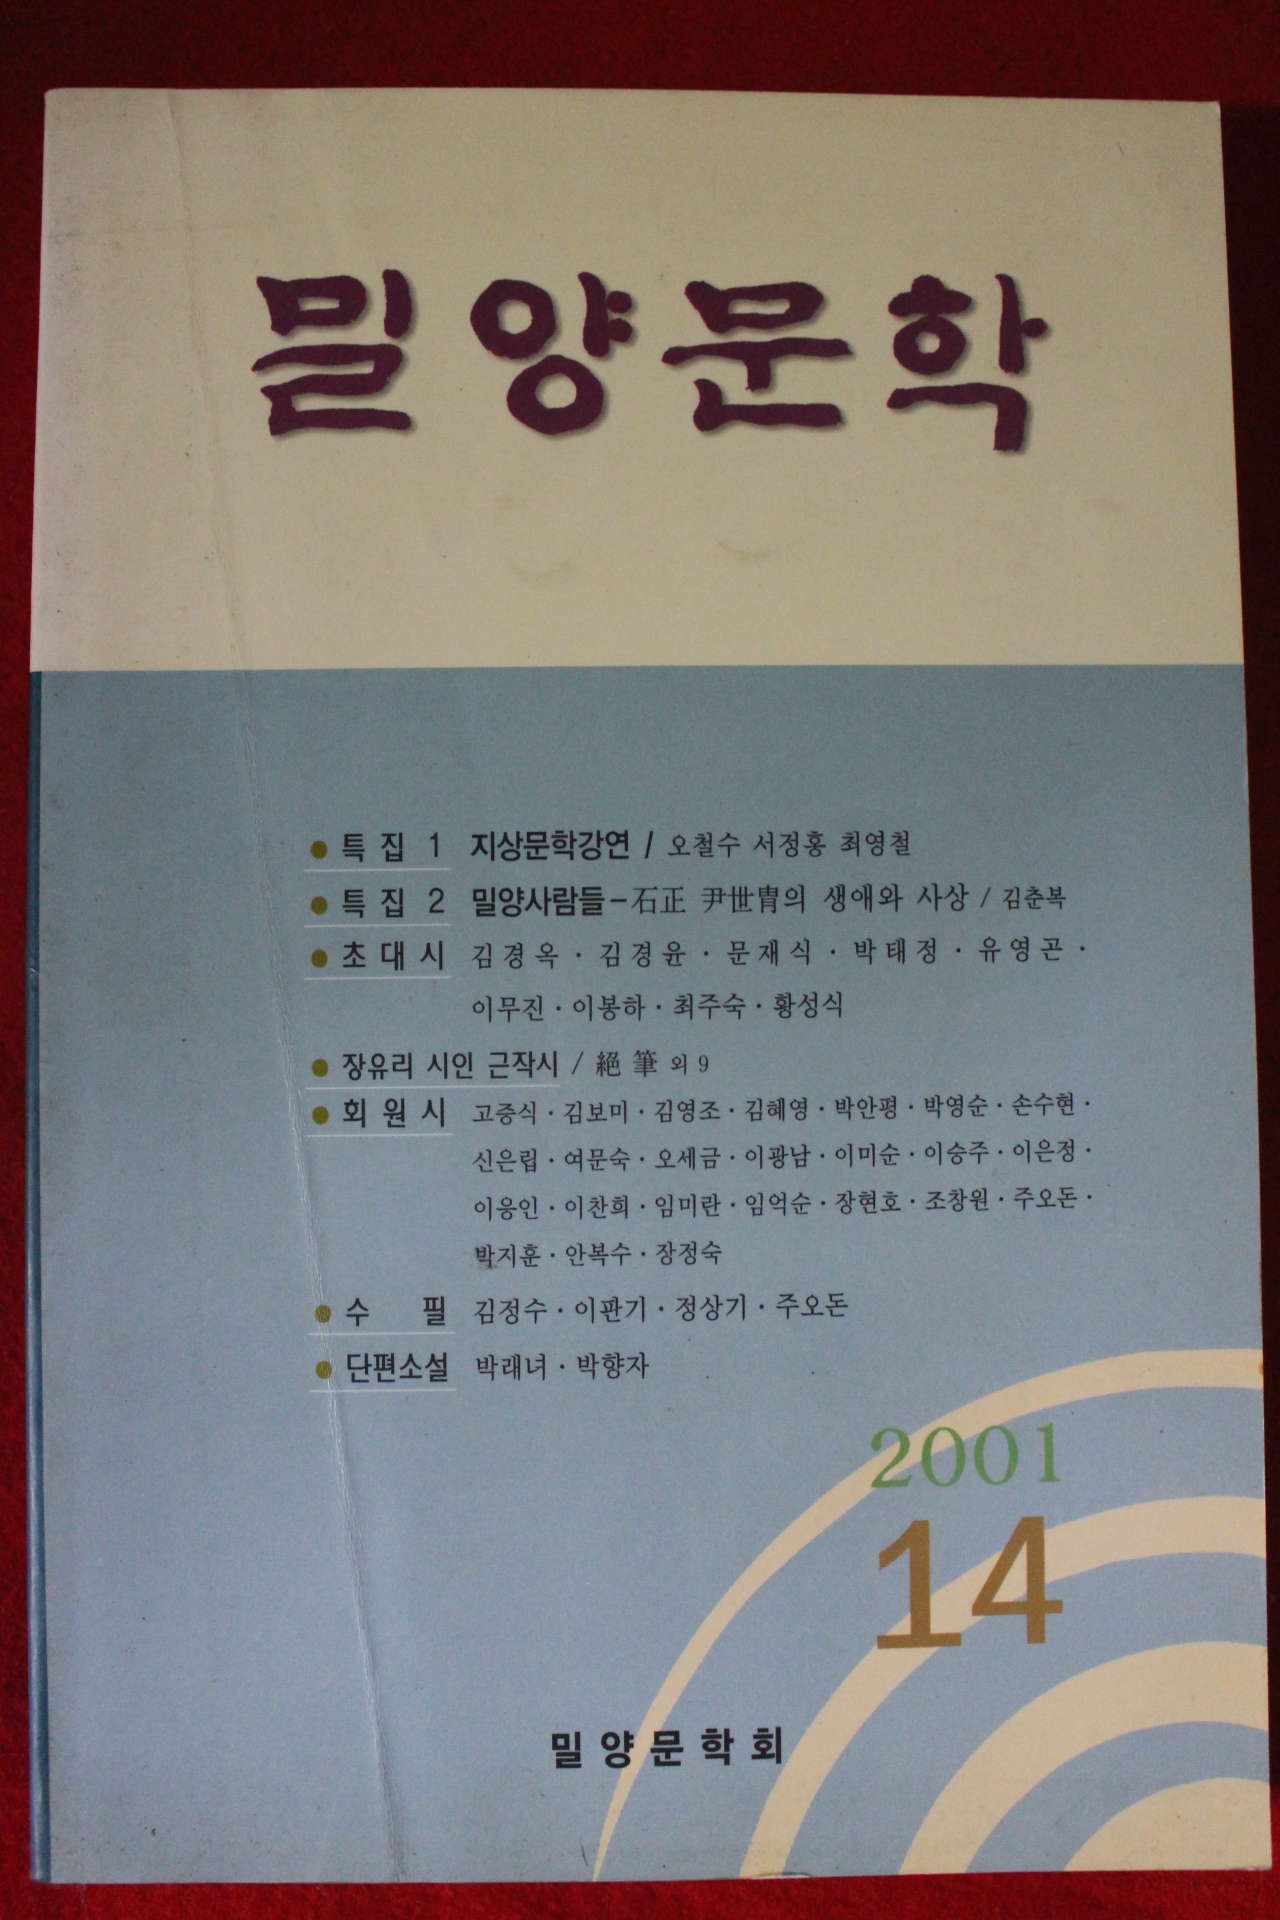 밀양문학
● 특집 1 지상문학강연 / 오철수 서정홍 최영철
● 특집 2 밀양사람들-石正 尹世胄의 생애와 사상 / 김춘복
● 초대시 김경옥 · 김경윤 · 문재식 · 박태정 · 유영곤 ·
이무진 · 이봉하 · 최주숙 · 황성식
● 장유리 시인 근작시 / 絕筆 외 9
● 회원시 고중식 · 김보미 · 김영조 · 김혜영 · 박안평 · 박영순 · 손수현 ·
신은립 · 여문숙 · 오세금 · 이광남 · 이미순 · 이승주 · 이은정 ·
이응인 · 이찬희 · 임미란 · 임억순 · 장현호 · 조창원 · 주오돈 ·
박지훈 · 안복수 · 장정숙
● 수필 김정수 · 이판기 · 정상기 · 주오돈
● 단편소설 박래녀 · 박향자
2001
14
밀양문학회